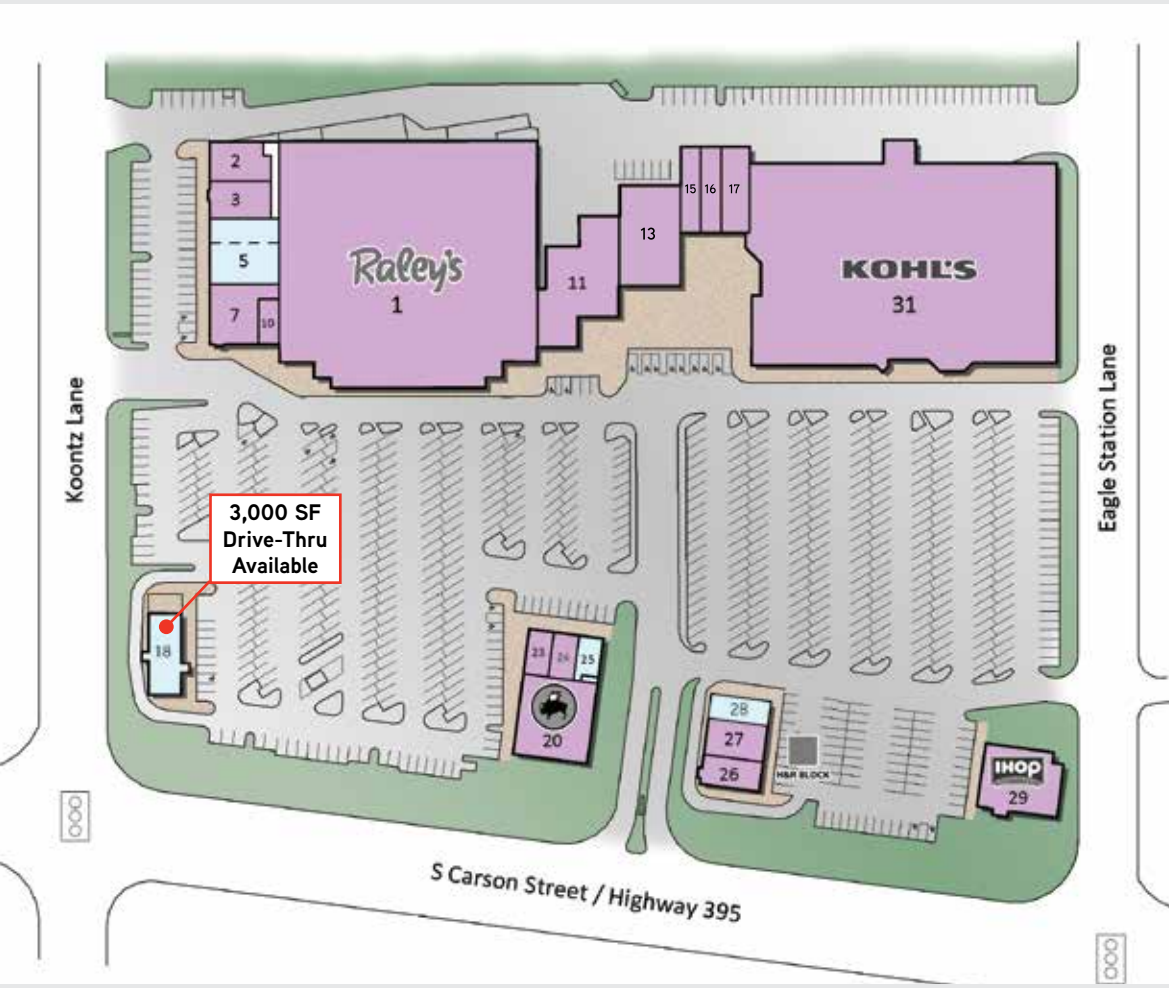 2
3
5
7
10
Raley's
1
11
13
15
16
17
KOHL'S
31
Koontz Lane
Eagle Station Lane
3,000 SF
Drive-Thru
Available
18
23
24
25
20
28
27
26
H&R BLOCK
IHOP
29
S Carson Street / Highway 395